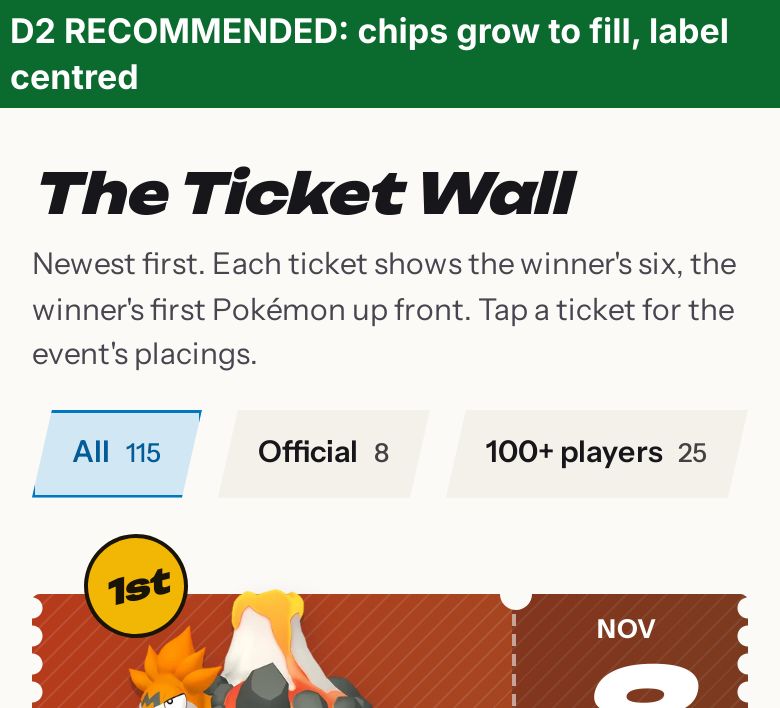 D2 RECOMMENDED: chips grow to fill, label
centred
The Ticket Wall
Newest first. Each ticket shows the winner's six, the
winner's first Pokémon up front. Tap a ticket for the
event's placings.
All 115 Official 8 100+ players 25
1st
NOV
8